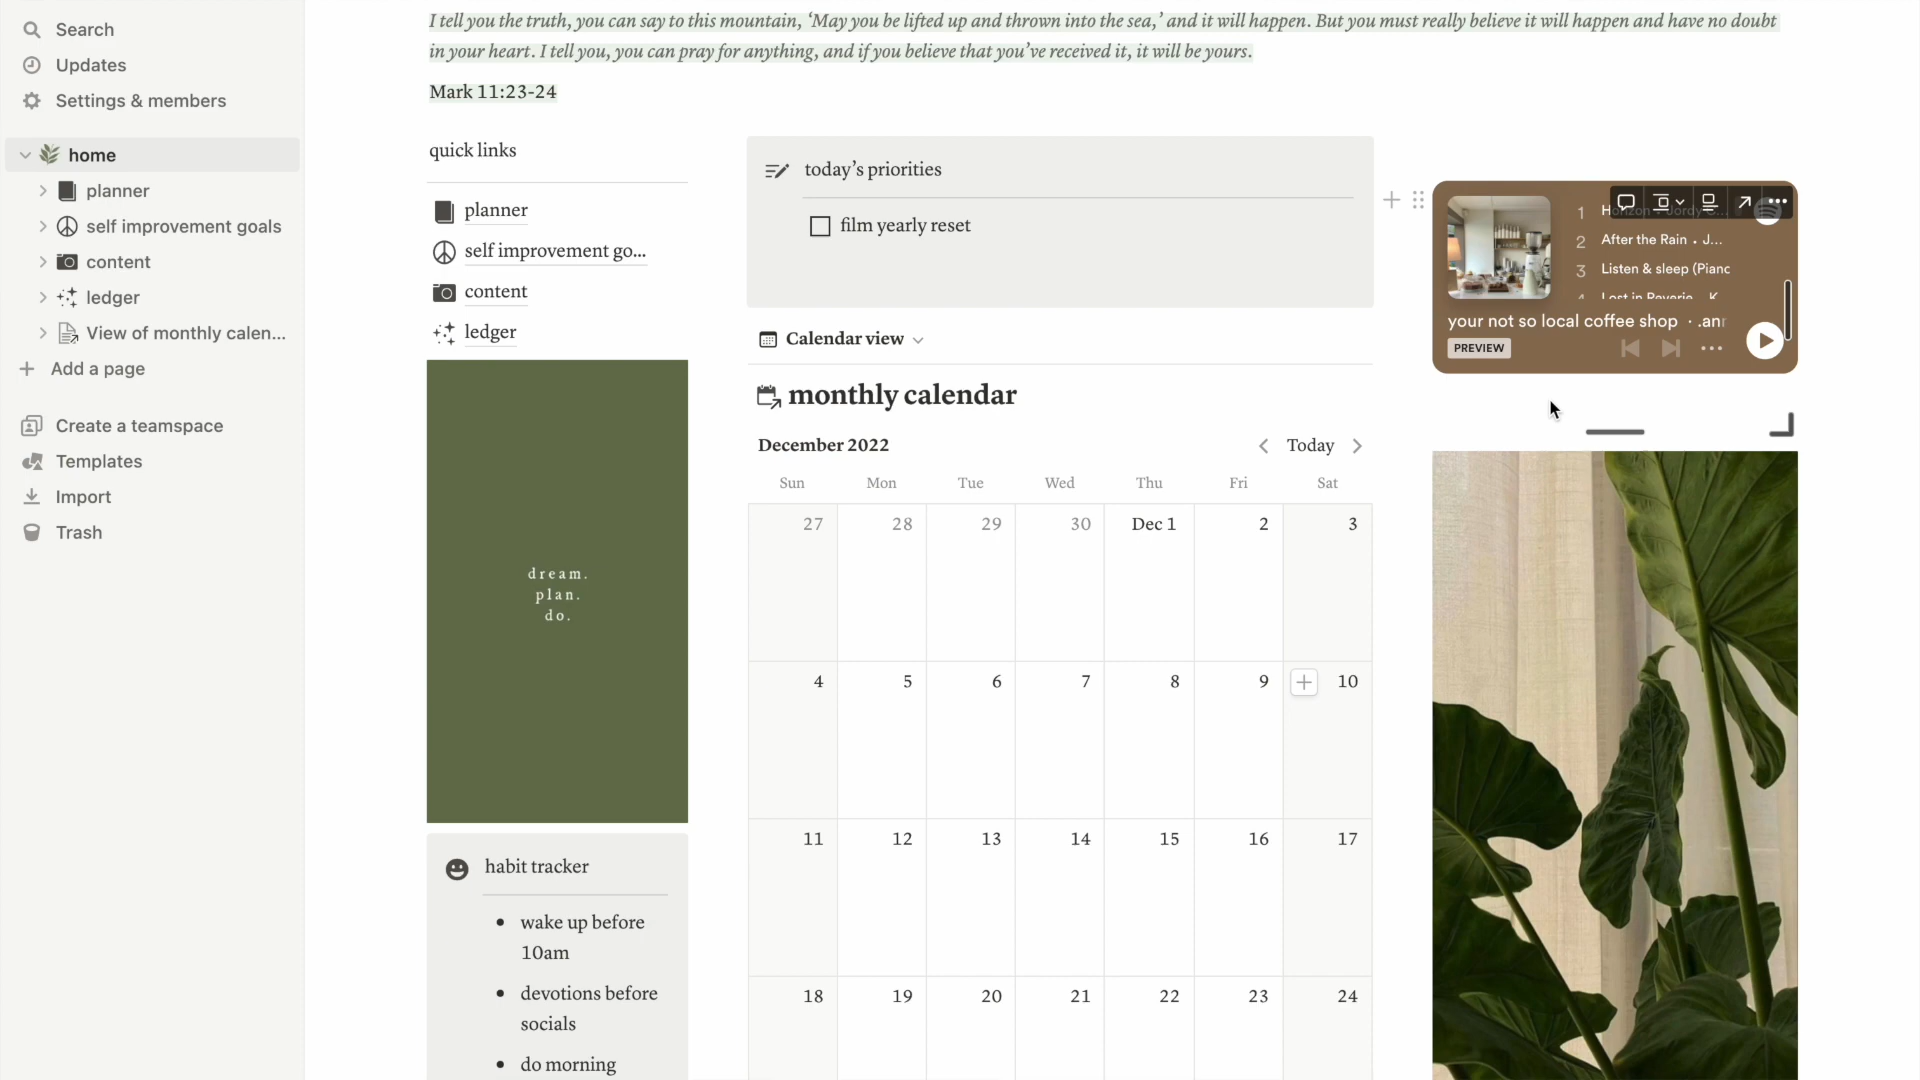 Search
Updates
Settings & members
home
planner
self improvement goals
content
ledger
View of monthly calen...
Add a page
Create a teamspace
Templates
Import
Trash
I tell you the truth, you can say to this mountain, ‘May you be lifted up and thrown into the sea,’ and it will happen. But you must really believe it will happen and have no doubt
in your heart. I tell you, you can pray for anything, and if you believe that you’ve received it, it will be yours.
Mark 11:23-24
quick links
planner
self improvement go...
content
ledger
dream.
plan.
do.
habit tracker
wake up before
10am
devotions before
socials
do morning
today’s priorities
film yearly reset
Calendar view
monthly calendar
December 2022
Today
Sun Mon Tue Wed Thu Fri Sat
27 28 29 30 Dec 1 2 3
4 5 6 7 8 9 10
11 12 13 14 15 16 17
18 19 20 21 22 23 24
1
2 After the Rain • J...
3 Listen & sleep (Pianc
your not so local coffee shop · .anr
PREVIEW